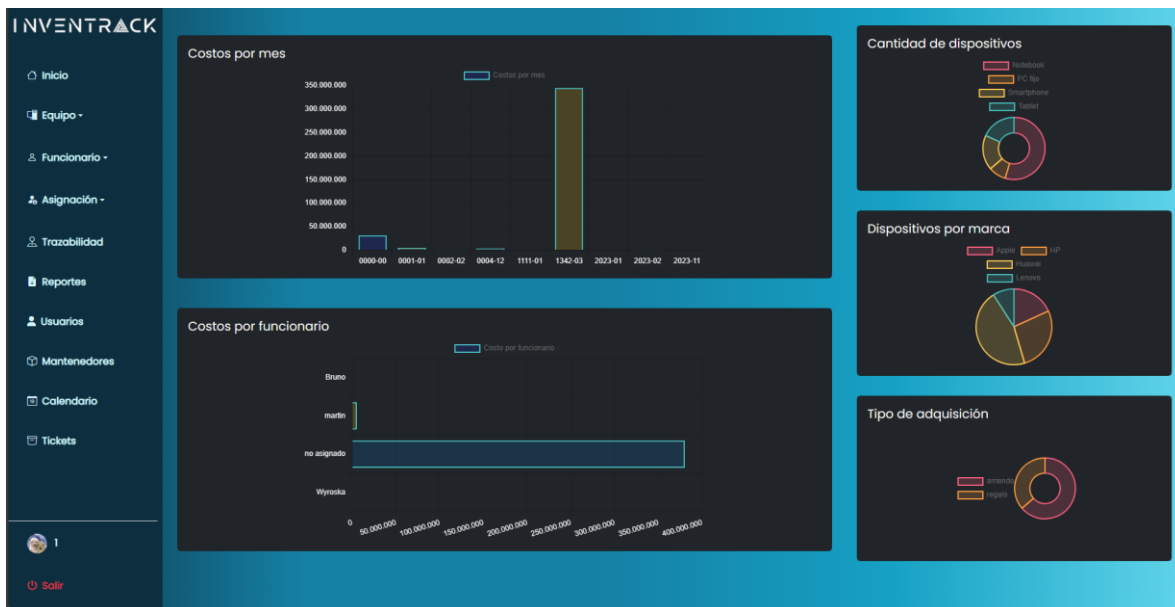 INVENTRACK
Inicio
Equipo
Funcionario
Asignación
Trazabilidad
Reportes
Usuarios
Mantenedores
Calendario
Tickets
1
Salir
Costos por mes
Costos por mes
350.000.000
300.000.000
250.000.000
200.000.000
150.000.000
100.000.000
50.000.000
0
0000-00 0001-01 0002-02 0004-12 1111-01 1342-03 2023-01 2023-02 2023-11
Costos por funcionario
Costo por funcionario
Bruno
martin
no asignado
Wyroska
0 50.000.000 100.000.000 150.000.000 200.000.000 250.000.000 300.000.000 350.000.000 400.000.000
Cantidad de dispositivos
Notebook
PC fijo
Smartphone
Tablet
Dispositivos por marca
Apple HP
Huawei
Lenovo
Tipo de adquisición
arriendo
regalo